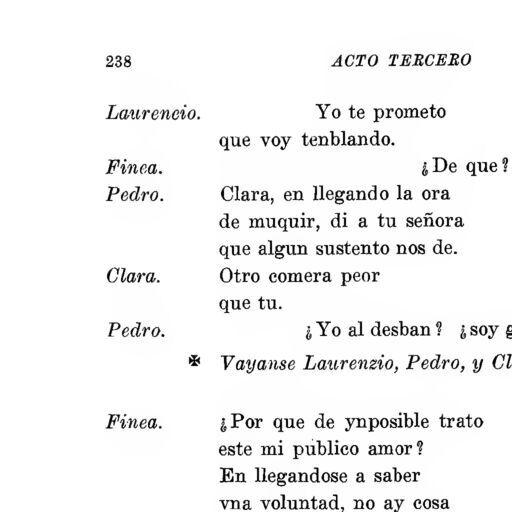 238 ACTO TERCERO
Laurencio. Yo te prometo
que voy tenblando.
Finea. ¿De que?
Pedro. Clara, en llegando la ora
de muquir, di a tu señora
que algun sustento nos de.
Clara. Otro comera peor
que tu.
Pedro. ¿Yo al desban? ¿soy
✠ Vayanse Laurenzio, Pedro, y
Finea. ¿Por que de ynposible trato
este mi publico amor?
En llegandose a saber
vna voluntad, no ay cosa